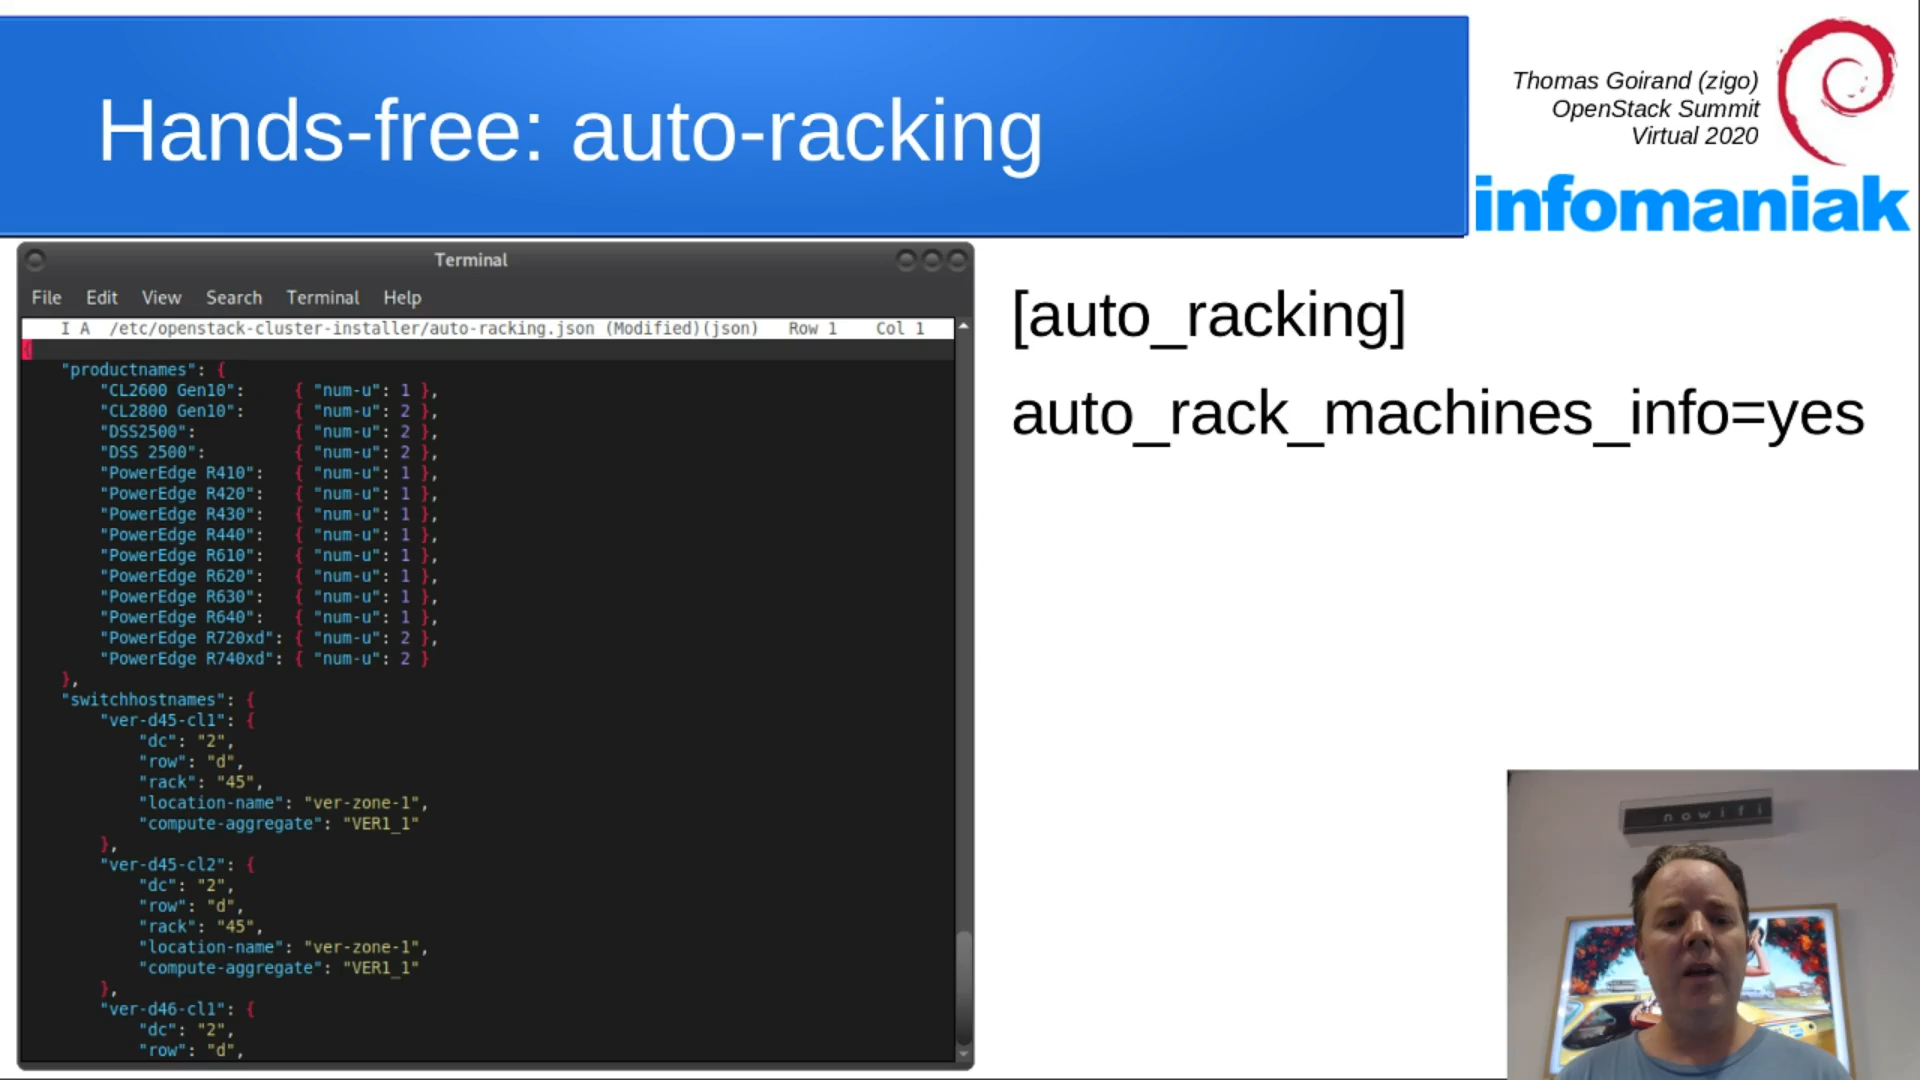 Hands-free: auto-racking
Thomas Goirand (zigo)
OpenStack Summit
Virtual 2020
infomaniak
Terminal
File Edit View Search Terminal Help
I A /etc/openstack-cluster-installer/auto-racking.json (Modified)(json) Row 1 Col 1
{
"productnames": {
"CL2600 Gen10": { "num-u": 1 },
"CL2800 Gen10": { "num-u": 2 },
"DSS2500": { "num-u": 2 },
"DSS 2500": { "num-u": 2 },
"PowerEdge R410": { "num-u": 1 },
"PowerEdge R420": { "num-u": 1 },
"PowerEdge R430": { "num-u": 1 },
"PowerEdge R440": { "num-u": 1 },
"PowerEdge R610": { "num-u": 1 },
"PowerEdge R620": { "num-u": 1 },
"PowerEdge R630": { "num-u": 1 },
"PowerEdge R640": { "num-u": 1 },
"PowerEdge R720xd": { "num-u": 2 },
"PowerEdge R740xd": { "num-u": 2 }
},
"switchhostnames": {
"ver-d45-cl1": {
"dc": "2",
"row": "d",
"rack": "45",
"location-name": "ver-zone-1",
"compute-aggregate": "VER1_1"
},
"ver-d45-cl2": {
"dc": "2",
"row": "d",
"rack": "45",
"location-name": "ver-zone-1",
"compute-aggregate": "VER1_1"
},
"ver-d46-cl1": {
"dc": "2",
"row": "d",
[auto_racking]
auto_rack_machines_info=yes
nowifi